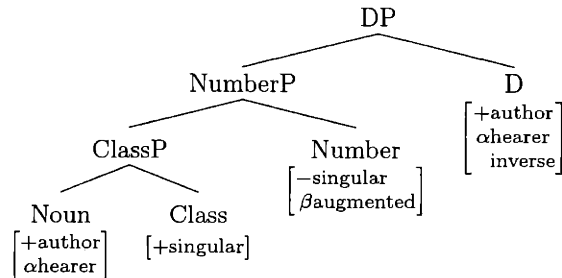 DP
NumberP D
[+author
αhearer
inverse]
ClassP Number
[−singular
βaugmented]
Noun Class
[+author
αhearer] [+singular]